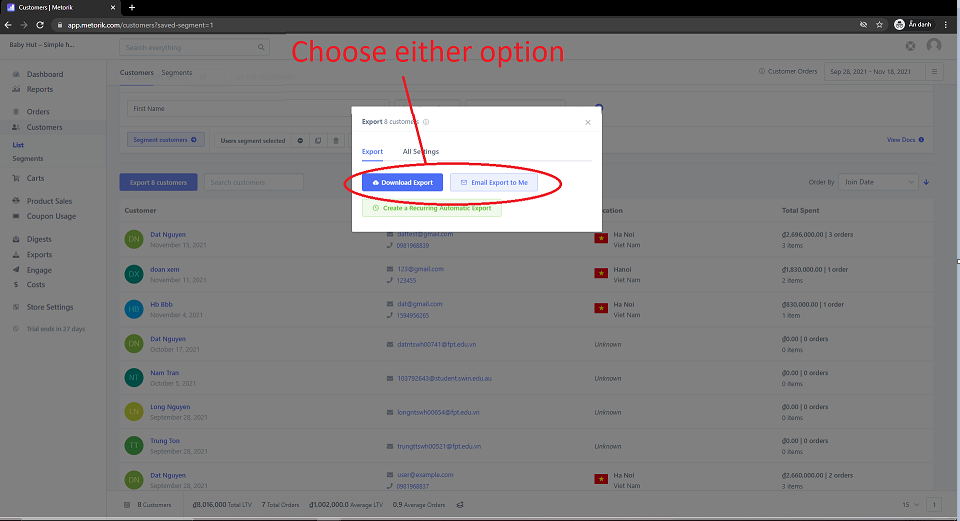 Customers | Metorik
app.metorik.com/customers?saved-segment=1
Ẩn danh
Baby Hut – Simple h...
Search everything
Choose either option
Dashboard
Reports
Orders
Customers
List
Segments
Carts
Product Sales
Coupon Usage
Digests
Exports
Engage
Costs
Store Settings
Trial ends in 27 days
Customers Segments
Customer Orders
Sep 28, 2021 - Nov 18, 2021
First Name
Segment customers
Users segment selected
View Docs
Export 8 customers
Export All Settings
Download Export
Email Export to Me
Create a Recurring Automatic Export
Export 8 customers
Search customers
Order By Join Date
Customer
Total Spent
DN Dat Nguyen dattest@gmail.com Ha Noi ₫2,696,000.00 | 3 orders
November 15, 2021 0981968839 Viet Nam 3 items
DX doan xem 123@gmail.com Hanoi ₫1,830,000.00 | 1 order
November 11, 2021 123455 Viet Nam 2 items
HB Hb Bbb dat@gmail.com Ha Noi ₫830,000.00 | 1 order
November 4, 2021 1594956265 Viet Nam 1 item
DN Dat Nguyen datntswh00741@fpt.edu.vn Unknown ₫0.00 | 0 orders
October 17, 2021 0 items
NT Nam Tran 103792643@student.swin.edu.au Unknown ₫0.00 | 0 orders
October 5, 2021 0 items
LN Long Nguyen longntswh00654@fpt.edu.vn Unknown ₫0.00 | 0 orders
September 28, 2021 0 items
TT Trung Ton trungttswh00521@fpt.edu.vn Unknown ₫0.00 | 0 orders
September 28, 2021 0 items
DN Dat Nguyen user@example.com Ha Noi ₫2,660,000.00 | 2 orders
September 28, 2021 0981968837 Viet Nam 3 items
8 Customers ₫8,016,000 Total LTV 7 Total Orders ₫1,002,000.0 Average LTV 0.9 Average Orders
15 1